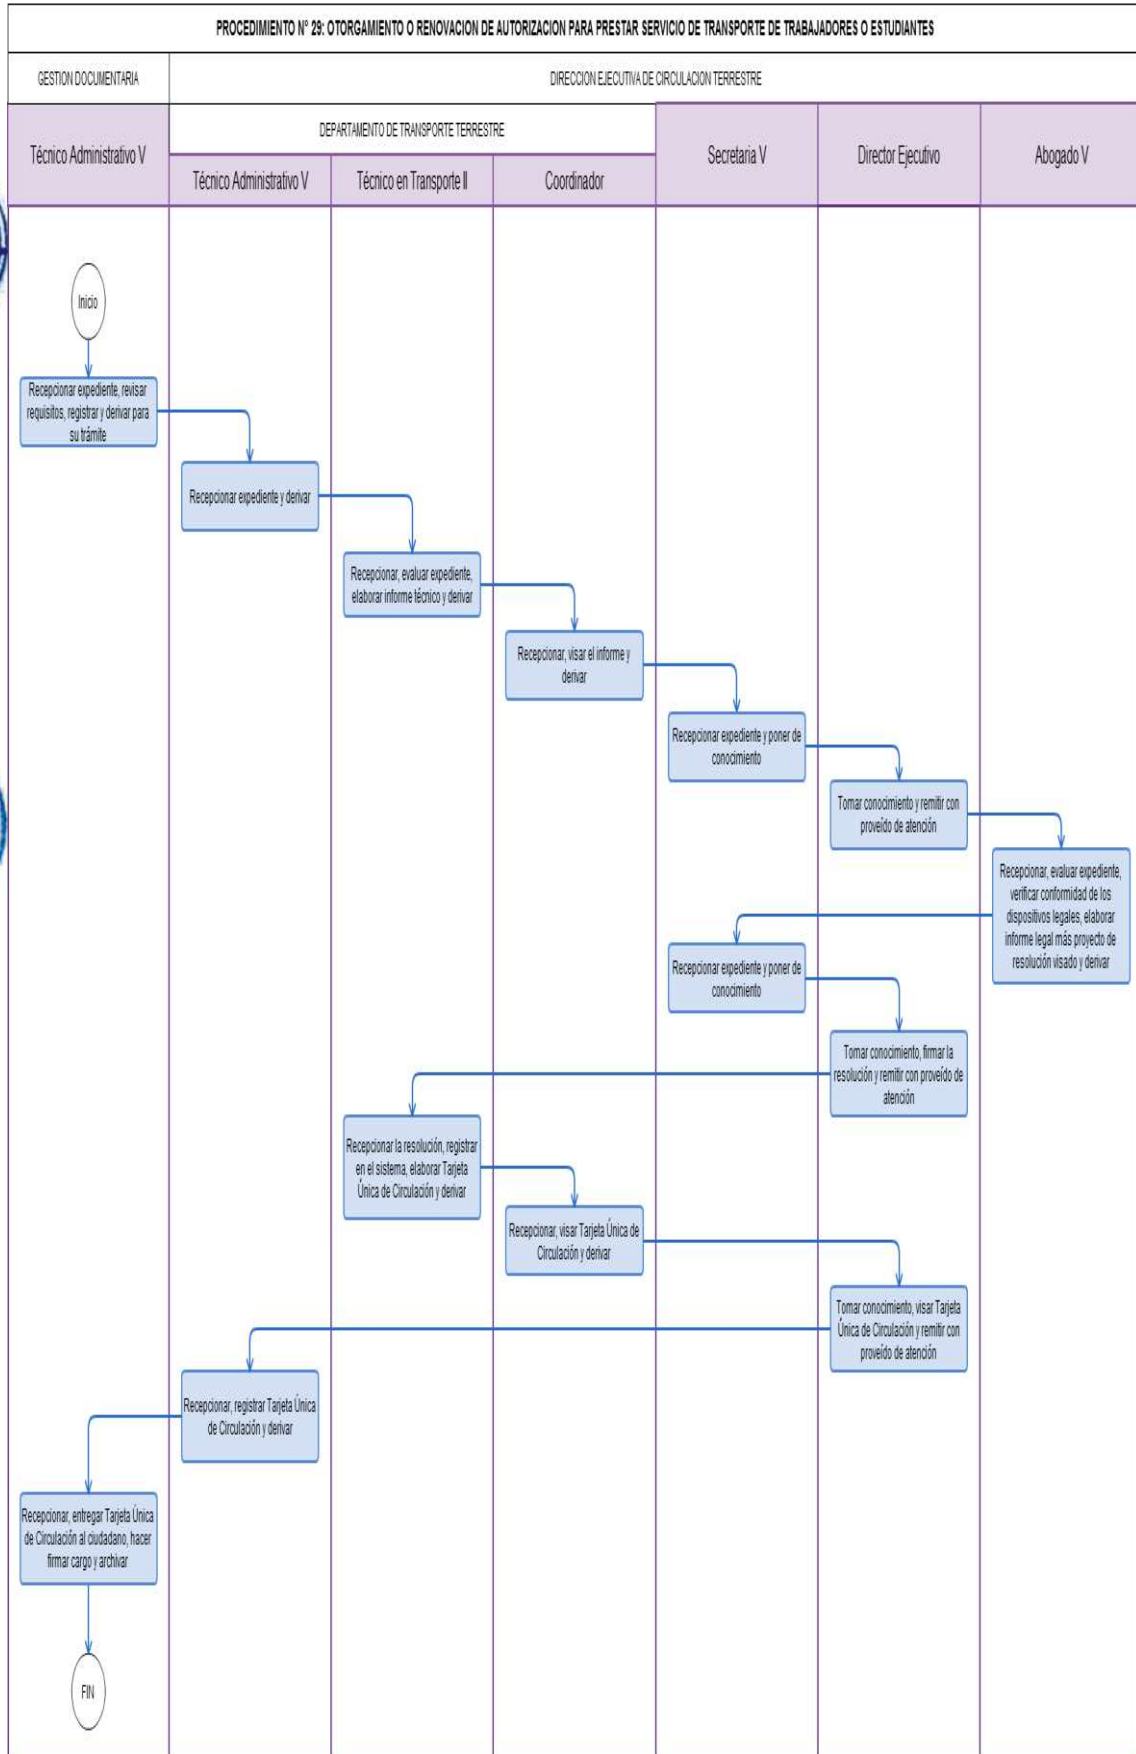 PROCEDIMIENTO N° 29: OTORGAMIENTO O RENOVACION DE AUTORIZACION PARA PRESTAR SERVICIO DE TRANSPORTE DE TRABAJADORES O ESTUDIANTES
GESTION DOCUMENTARIA
DIRECCION EJECUTIVA DE CIRCULACION TERRESTRE
DEPARTAMENTO DE TRANSPORTE TERRESTRE
Técnico Administrativo V
Técnico Administrativo V
Técnico en Transporte II
Coordinador
Secretaria V
Director Ejecutivo
Abogado V
Inicio
Recepcionar expediente, revisar
requisitos, registrar y derivar para
su trámite
Recepcionar expediente y derivar
Recepcionar, evaluar expediente,
elaborar informe técnico y derivar
Recepcionar, visar el informe y
derivar
Recepcionar expediente y poner de
conocimiento
Tomar conocimiento y remitir con
proveído de atención
Recepcionar, evaluar expediente,
verificar conformidad de los
dispositivos legales, elaborar
informe legal más proyecto de
resolución visado y derivar
Recepcionar expediente y poner de
conocimiento
Tomar conocimiento, firmar la
resolución y remitir con proveído de
atención
Recepcionar la resolución, registrar
en el sistema, elaborar Tarjeta
Única de Circulación y derivar
Recepcionar, visar Tarjeta Única de
Circulación y derivar
Tomar conocimiento, visar Tarjeta
Única de Circulación y remitir con
proveído de atención
Recepcionar, registrar Tarjeta Única
de Circulación y derivar
Recepcionar, entregar Tarjeta Única
de Circulación al ciudadano, hacer
firmar cargo y archivar
FIN